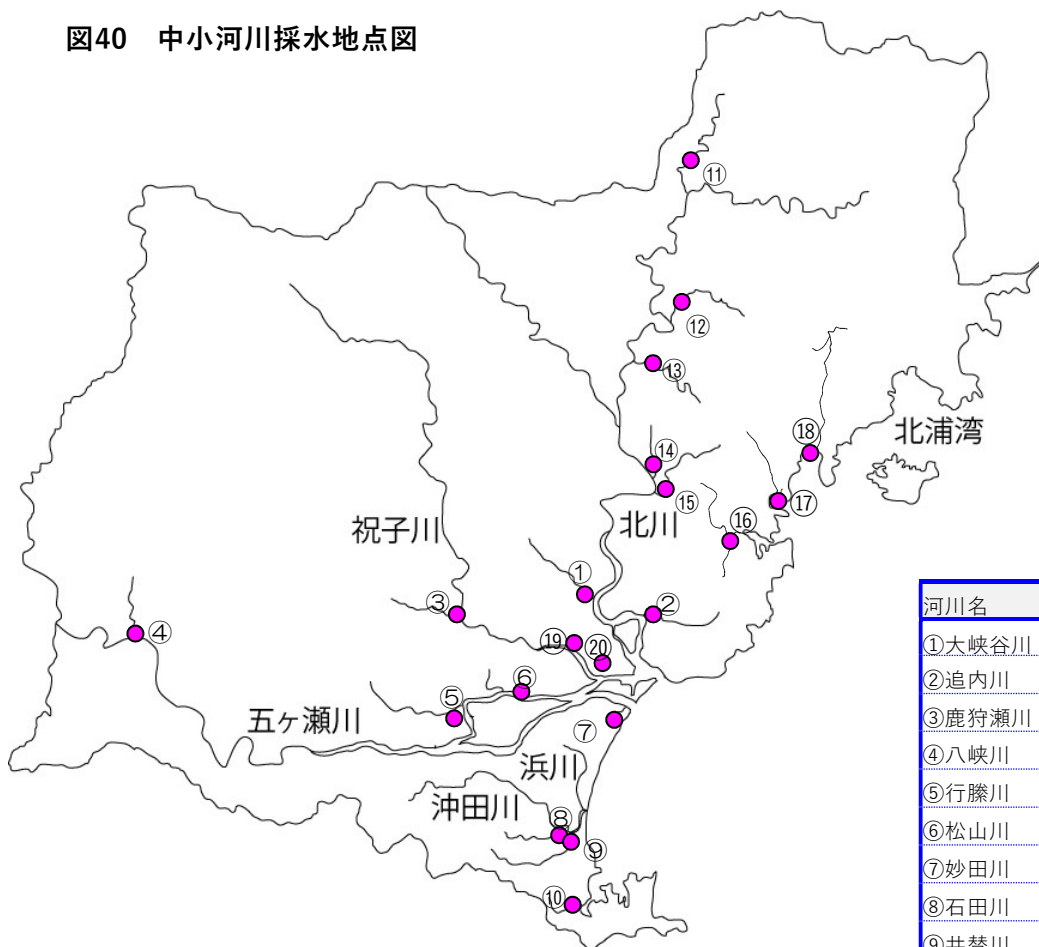 図40　中小河川採水地点図
⑪
⑫
⑬
⑱
北浦湾
⑭
⑮
⑰
祝子川
北川
⑯
①
③
②
④
⑲
⑳
⑥
⑤
五ヶ瀬川
⑦
浜川
沖田川
⑧
⑨
⑩
河川名
①大峡谷川
②追内川
③鹿狩瀬川
④八峡川
⑤行縢川
⑥松山川
⑦妙田川
⑧石田川
⑨井替川